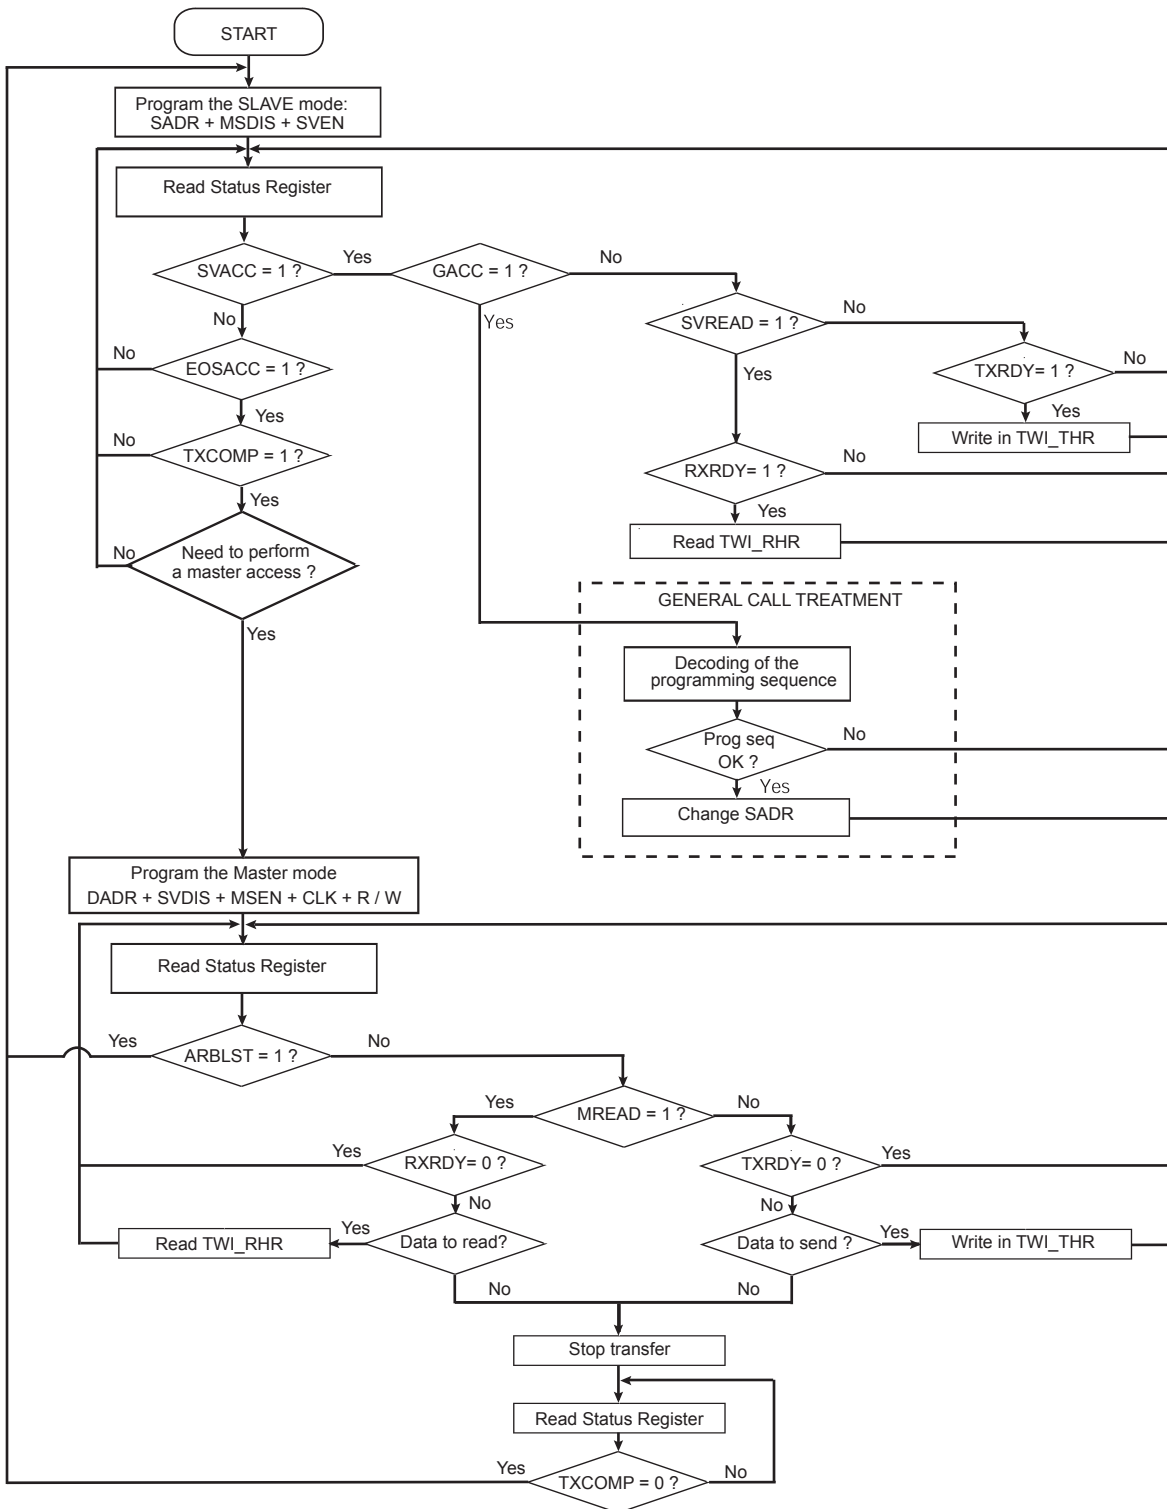 START
Program the SLAVE mode:
SADR + MSDIS + SVEN
Read Status Register
SVACC = 1 ?
Yes
GACC = 1 ?
No
No
Yes
SVREAD = 1 ?
No
EOSACC = 1 ?
No
Yes
Yes
TXRDY= 1 ?
No
Yes
Write in TWI_THR
TXCOMP = 1 ?
No
Yes
RXRDY= 1 ?
No
Yes
Read TWI_RHR
Need to perform
a master access ?
No
Yes
GENERAL CALL TREATMENT
Decoding of the
programming sequence
Prog seq
OK ?
No
Yes
Change SADR
Program the Master mode
DADR + SVDIS + MSEN + CLK + R / W
Read Status Register
Yes
ARBLST = 1 ?
No
Yes
MREAD = 1 ?
No
Yes
RXRDY= 0 ?
TXRDY= 0 ?
Yes
No
No
Read TWI_RHR
Yes
Data to read?
Data to send ?
Yes
Write in TWI_THR
No
No
Stop transfer
Read Status Register
Yes
TXCOMP = 0 ?
No